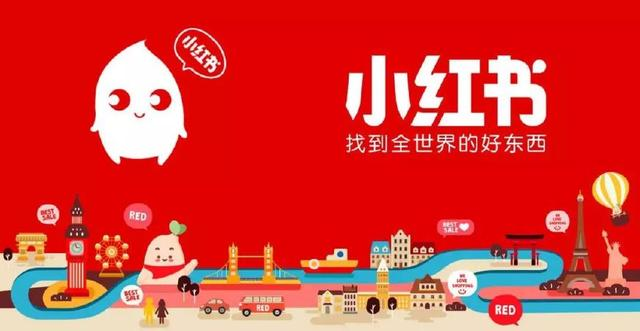 小红书
小红书
找到全世界的好东西
BEST
SALE
RED
BEST
SALE
WE
LOVE
SHOPPING
WE
LOVE
SHOPPING
BEST
SALE
RED
RED